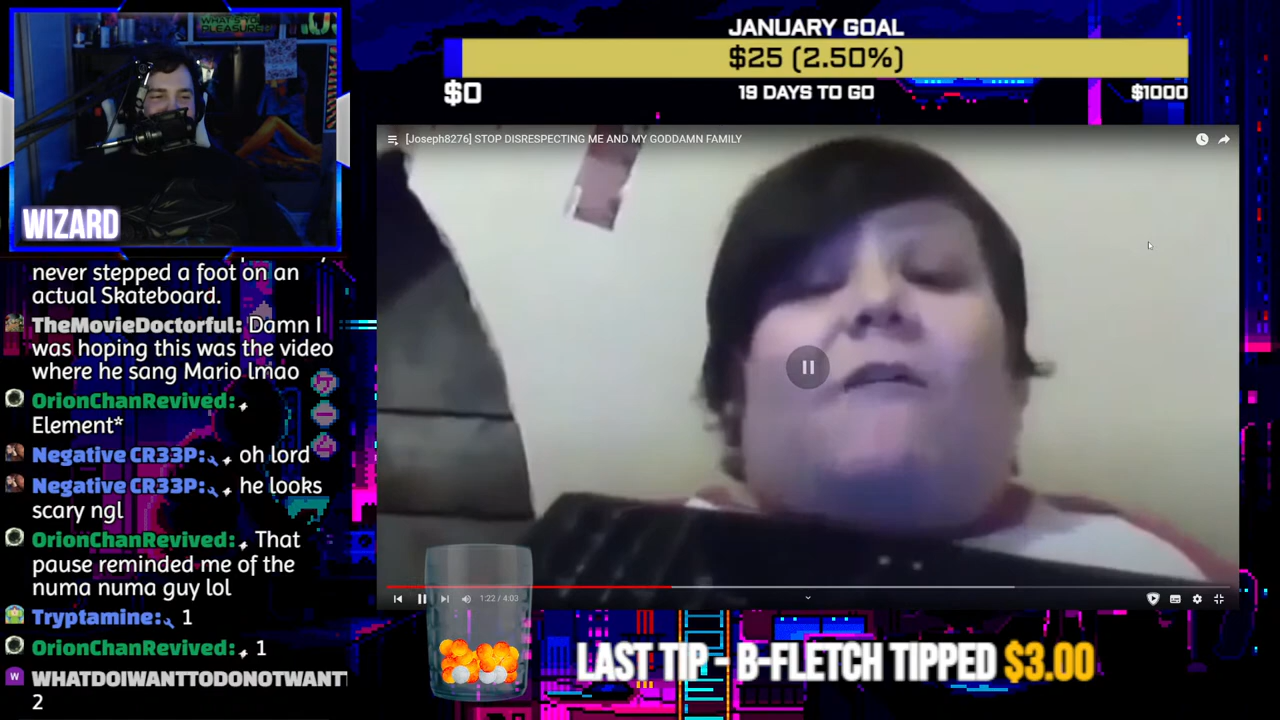 WHAT'S YO
PLEASURE?
WIZARD
JANUARY GOAL
$25 (2.50%)
$0
19 DAYS TO GO
$1000
[Joseph8276] STOP DISRESPECTING ME AND MY GODDAMN FAMILY
never stepped a foot on an
actual Skateboard.
TheMovieDoctorful: Damn I
was hoping this was the video
where he sang Mario lmao
OrionChanRevived:
Element*
Negative CR33P: oh lord
Negative CR33P: he looks
scary ngl
OrionChanRevived: That
pause reminded me of the
numa numa guy lol
Tryptamine: 1
OrionChanRevived: 1
W WHATDOIWANTTODONOTWANT
2
1:22 / 4:03
LAST TIP - B-FLETCH TIPPED $3.00